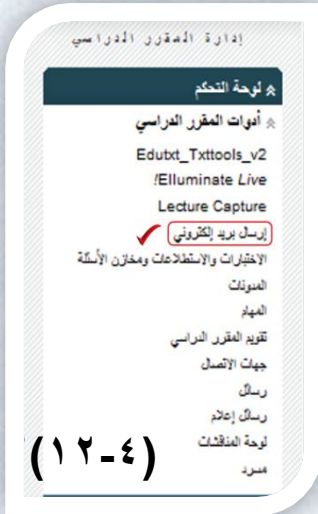 إدارة المقرر الدراسي
لوحة التحكم
أدوات المقرر الدراسي
Edutxt_Txttools_v2
!Elluminate Live
Lecture Capture
إرسال بريد إلكتروني
الاختبارات والاستطلاعات ومخازن الأسئلة
المدونات
المهام
تقويم المقرر الدراسي
جهات الاتصال
رسائل
رسائل إعلام
لوحة المناقشات
مسرد
(٤-١٢)